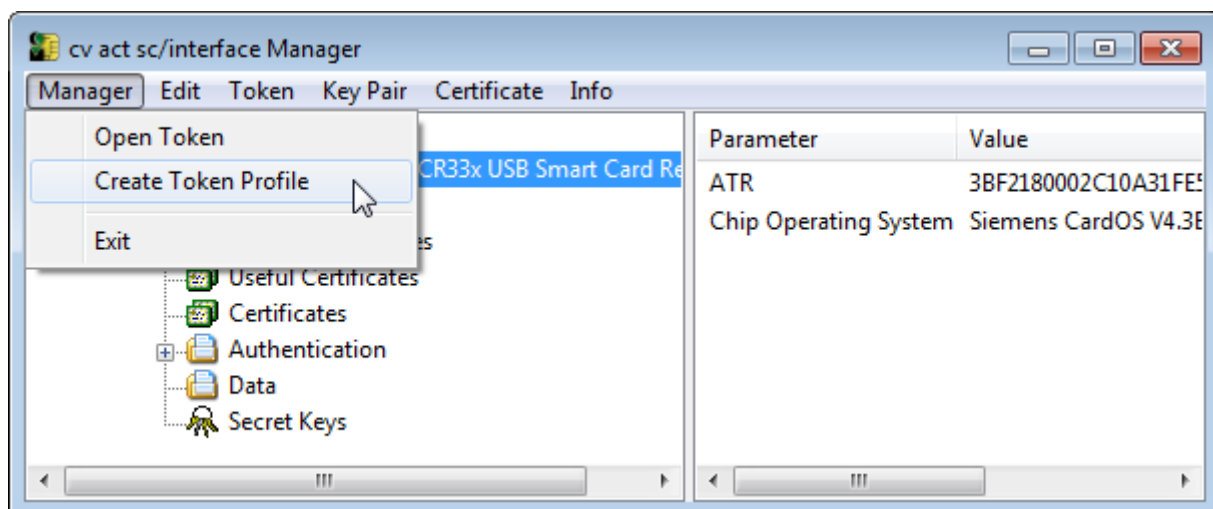 cv act sc/interface Manager
Manager Edit Token Key Pair Certificate Info
Open Token
Create Token Profile
Exit
CR33x USB Smart Card Re
es
Useful Certificates
Certificates
Authentication
Data
Secret Keys
Parameter Value
ATR 3BF2180002C10A31FE5
Chip Operating System Siemens CardOS V4.3B